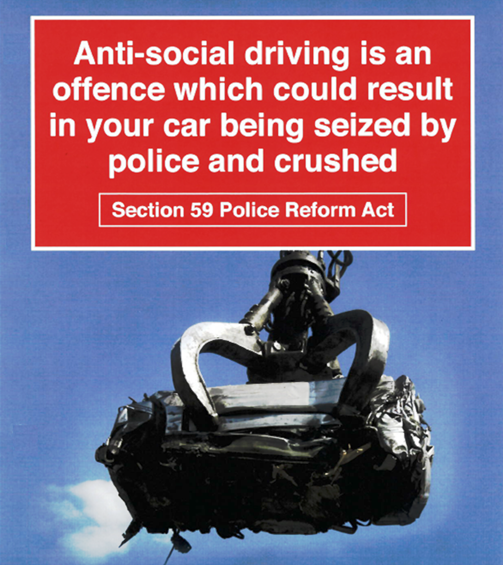 Anti-social driving is an
offence which could result
in your car being seized by
police and crushed
Section 59 Police Reform Act